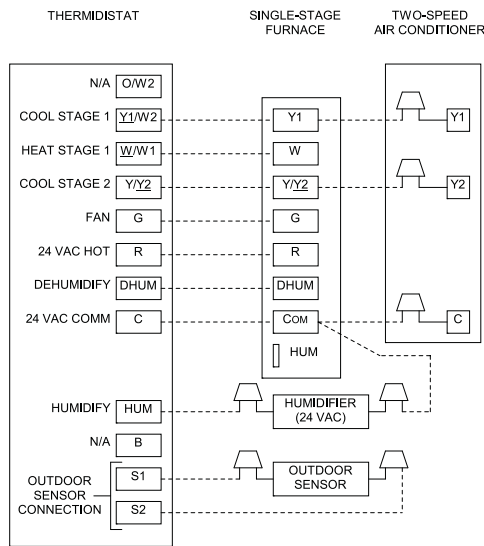 THERMIDISTAT
SINGLE-STAGE
FURNACE
TWO-SPEED
AIR CONDITIONER
N/A O/W2
COOL STAGE 1 Y1/W2 Y1 Y1
HEAT STAGE 1 W/W1 W
COOL STAGE 2 Y/Y2 Y/Y2 Y2
FAN G G
24 VAC HOT R R
DEHUMIDIFY DHUM DHUM
24 VAC COMM C COM C
HUM
HUMIDIFY HUM HUMIDIFIER
(24 VAC)
N/A B
OUTDOOR
SENSOR
CONNECTION
S1
S2
OUTDOOR
SENSOR